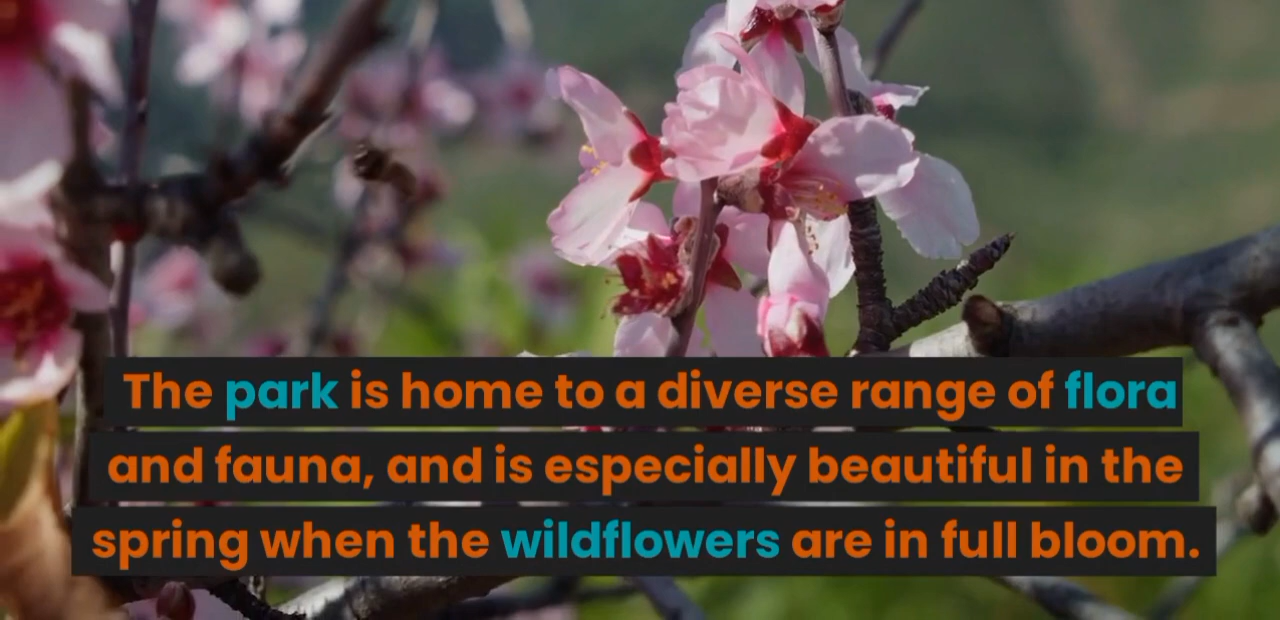 The park is home to a diverse range of flora
and fauna, and is especially beautiful in the
spring when the wildflowers are in full bloom.